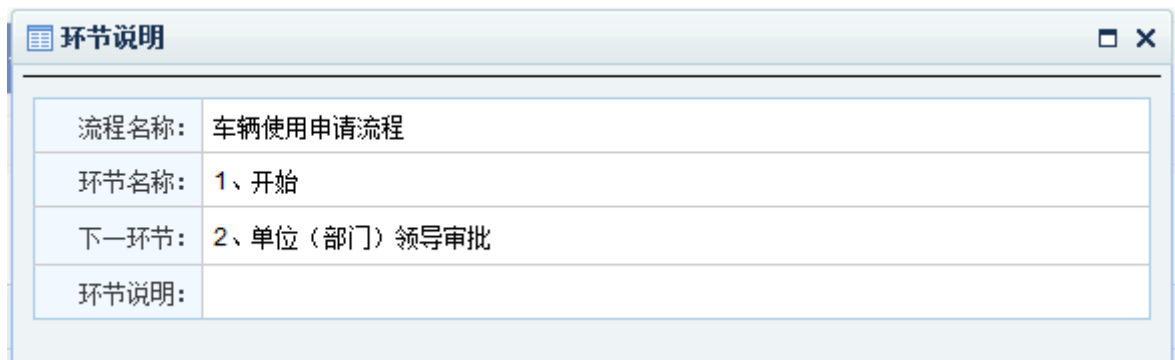 环节说明
流程名称： 车辆使用申请流程
环节名称： 1、开始
下一环节： 2、单位（部门）领导审批
环节说明：